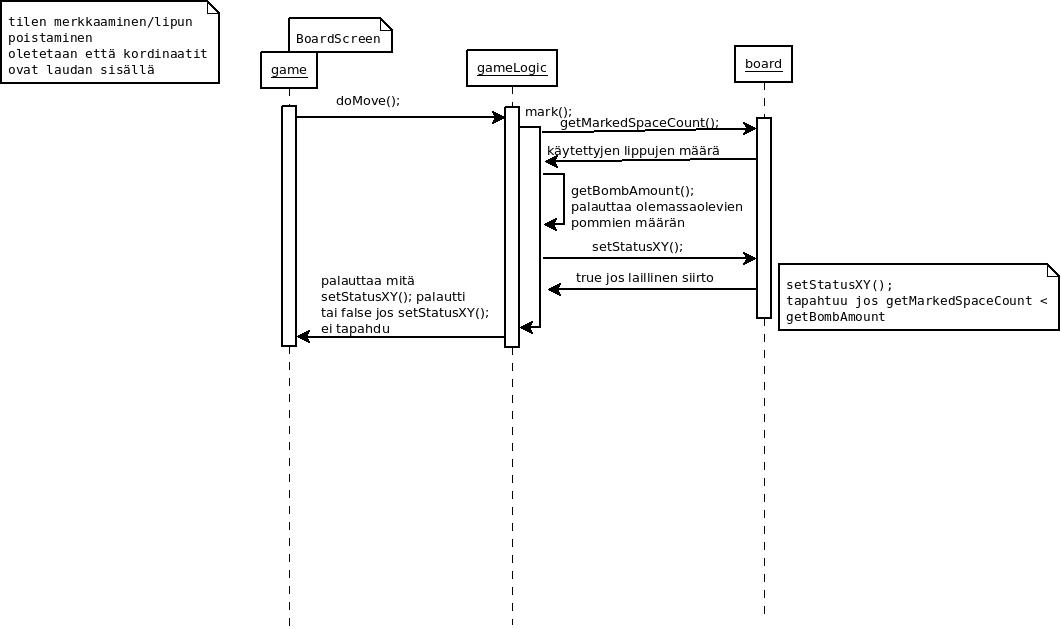 tilen merkkaaminen/lipun
poistaminen
oletetaan että kordinaatit
ovat laudan sisällä
BoardScreen
game
gameLogic
board
doMove();
mark();
getMarkedSpaceCount();
käytettyjen lippujen määrä
getBombAmount();
palauttaa olemassaolevien
pommien määrän
setStatusXY();
true jos laillinen siirto
palauttaa mitä
setStatusXY(); palautti
tai false jos setStatusXY();
ei tapahdu
setStatusXY();
tapahtuu jos getMarkedSpaceCount <
getBombAmount